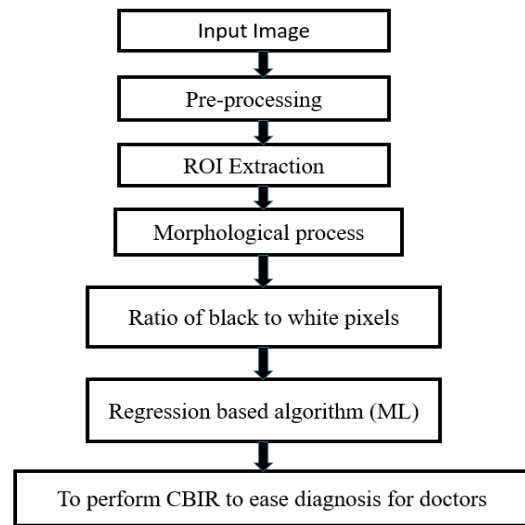 Input Image
Pre-processing
ROI Extraction
Morphological process
Ratio of black to white pixels
Regression based algorithm (ML)
To perform CBIR to ease diagnosis for doctors